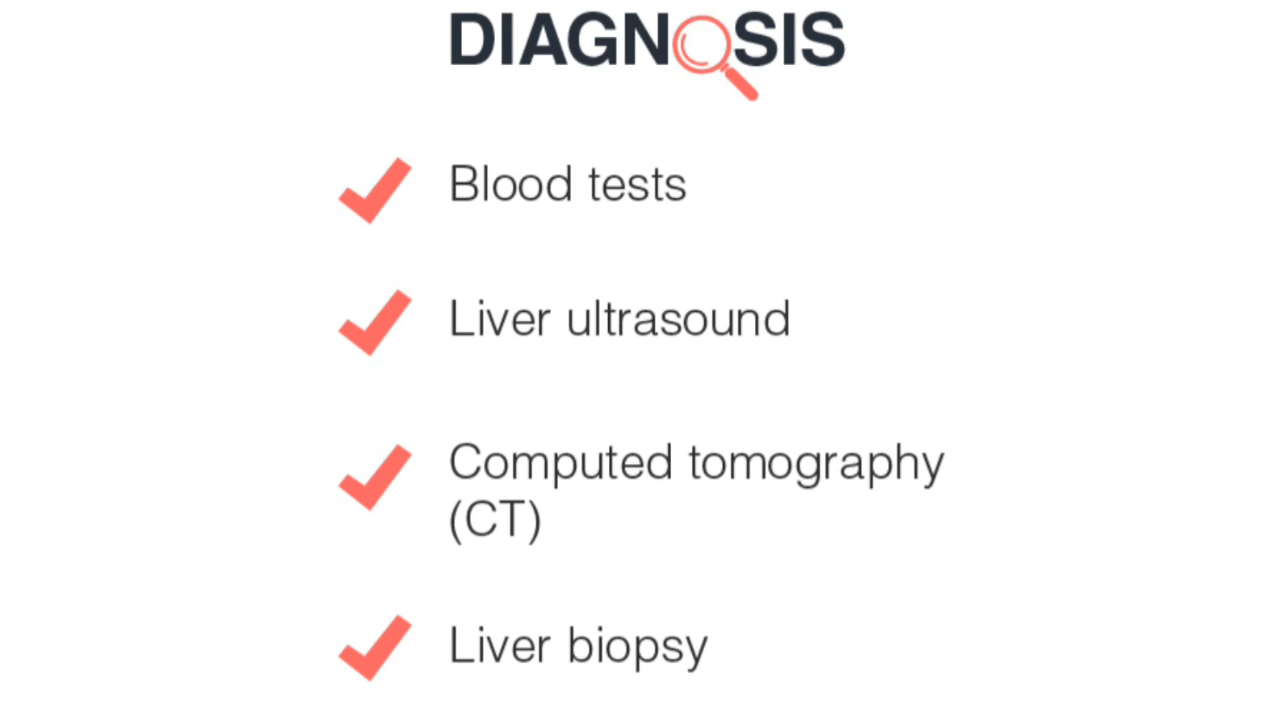 DIAGNOSIS
Blood tests
Liver ultrasound
Computed tomography
(CT)
Liver biopsy